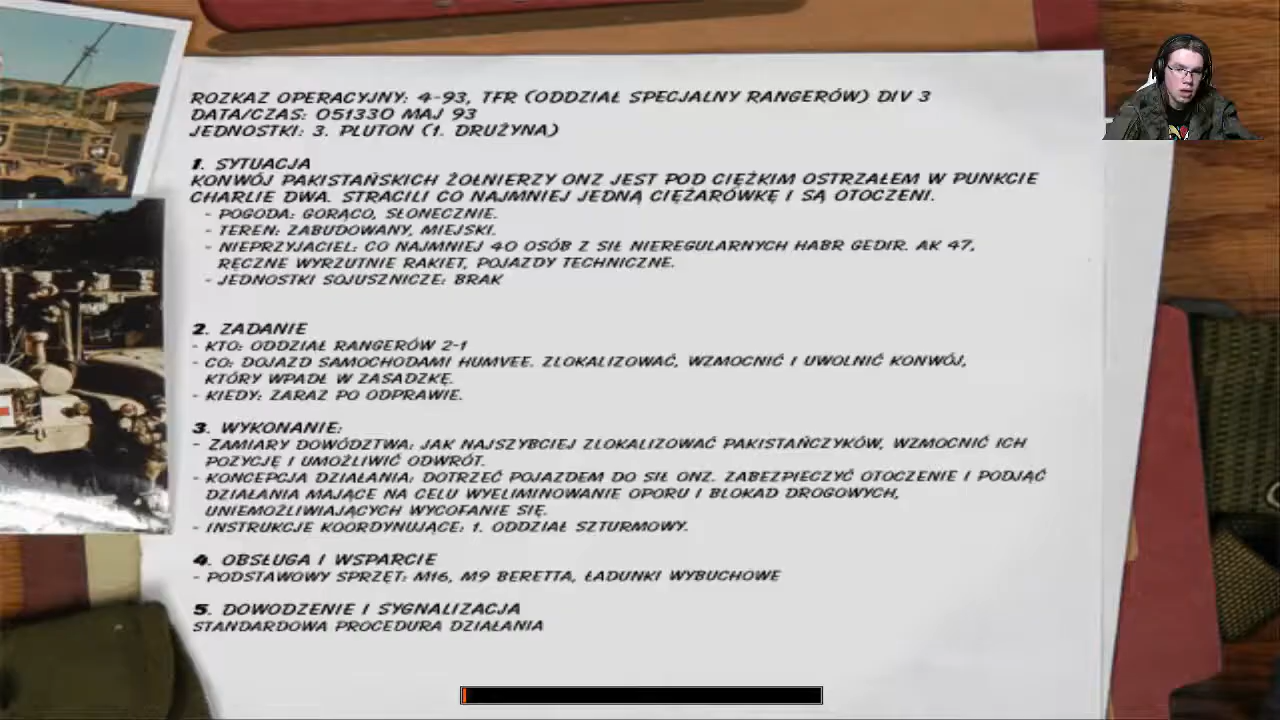 ROZKAZ OPERACYJNY: 4-93, TFR (ODDZIAŁ SPECJALNY RANGERÓW) DIV 3
DATA/CZAS: 051330 MAJ 93
JEDNOSTKI: 3. PLUTON (1. DRUŻYNA)
1. SYTUACJA
KONWÓJ PAKISTAŃSKICH ŻOŁNIERZY ONZ JEST POD CIĘŻKIM OSTRZAŁEM W PUNKCIE
CHARLIE DWA. STRACILI CO NAJMNIEJ JEDNĄ CIĘŻARÓWKĘ I SĄ OTOCZENI.
- POGODA: GORĄCO, SŁONECZNIE.
- TEREN: ZABUDOWANY, MIEJSKI.
- NIEPRZYJACIEL: CO NAJMNIEJ 40 OSÓB Z SIŁ NIEREGULARNYCH HABR GEDIR. AK 47,
RĘCZNE WYRZUTNIE RAKIET, POJAZDY TECHNICZNE.
- JEDNOSTKI SOJUSZNICZE: BRAK
2. ZADANIE
- KTO: ODDZIAŁ RANGERÓW 2-1
- CO: DOJAZD SAMOCHODAMI HUMVEE. ZLOKALIZOWAĆ, WZMOCNIĆ I UWOLNIĆ KONWÓJ,
KTÓRY WPADŁ W ZASADZKĘ.
- KIEDY: ZARAZ PO ODPRAWIE.
3. WYKONANIE:
- ZAMIARY DOWÓDZTWA: JAK NAJSZYBCIEJ ZLOKALIZOWAĆ PAKISTAŃCZYKÓW, WZMOCNIĆ ICH
POZYCJĘ I UMOŻLIWIĆ ODWRÓT.
- KONCEPCJA DZIAŁANIA: DOTRZEĆ POJAZDEM DO SIŁ ONZ. ZABEZPIECZYĆ OTOCZENIE I PODJĄĆ
DZIAŁANIA MAJĄCE NA CELU WYELIMINOWANIE OPORU I BLOKAD DROGOWYCH,
UNIEMOŻLIWIAJĄCYCH WYCOFANIE SIĘ.
- INSTRUKCJE KOORDYNUJĄCE: 1. ODDZIAŁ SZTURMOWY.
4. OBSŁUGA I WSPARCIE
- PODSTAWOWY SPRZĘT: M16, M9 BERETTA, ŁADUNKI WYBUCHOWE
5. DOWODZENIE I SYGNALIZACJA
STANDARDOWA PROCEDURA DZIAŁANIA